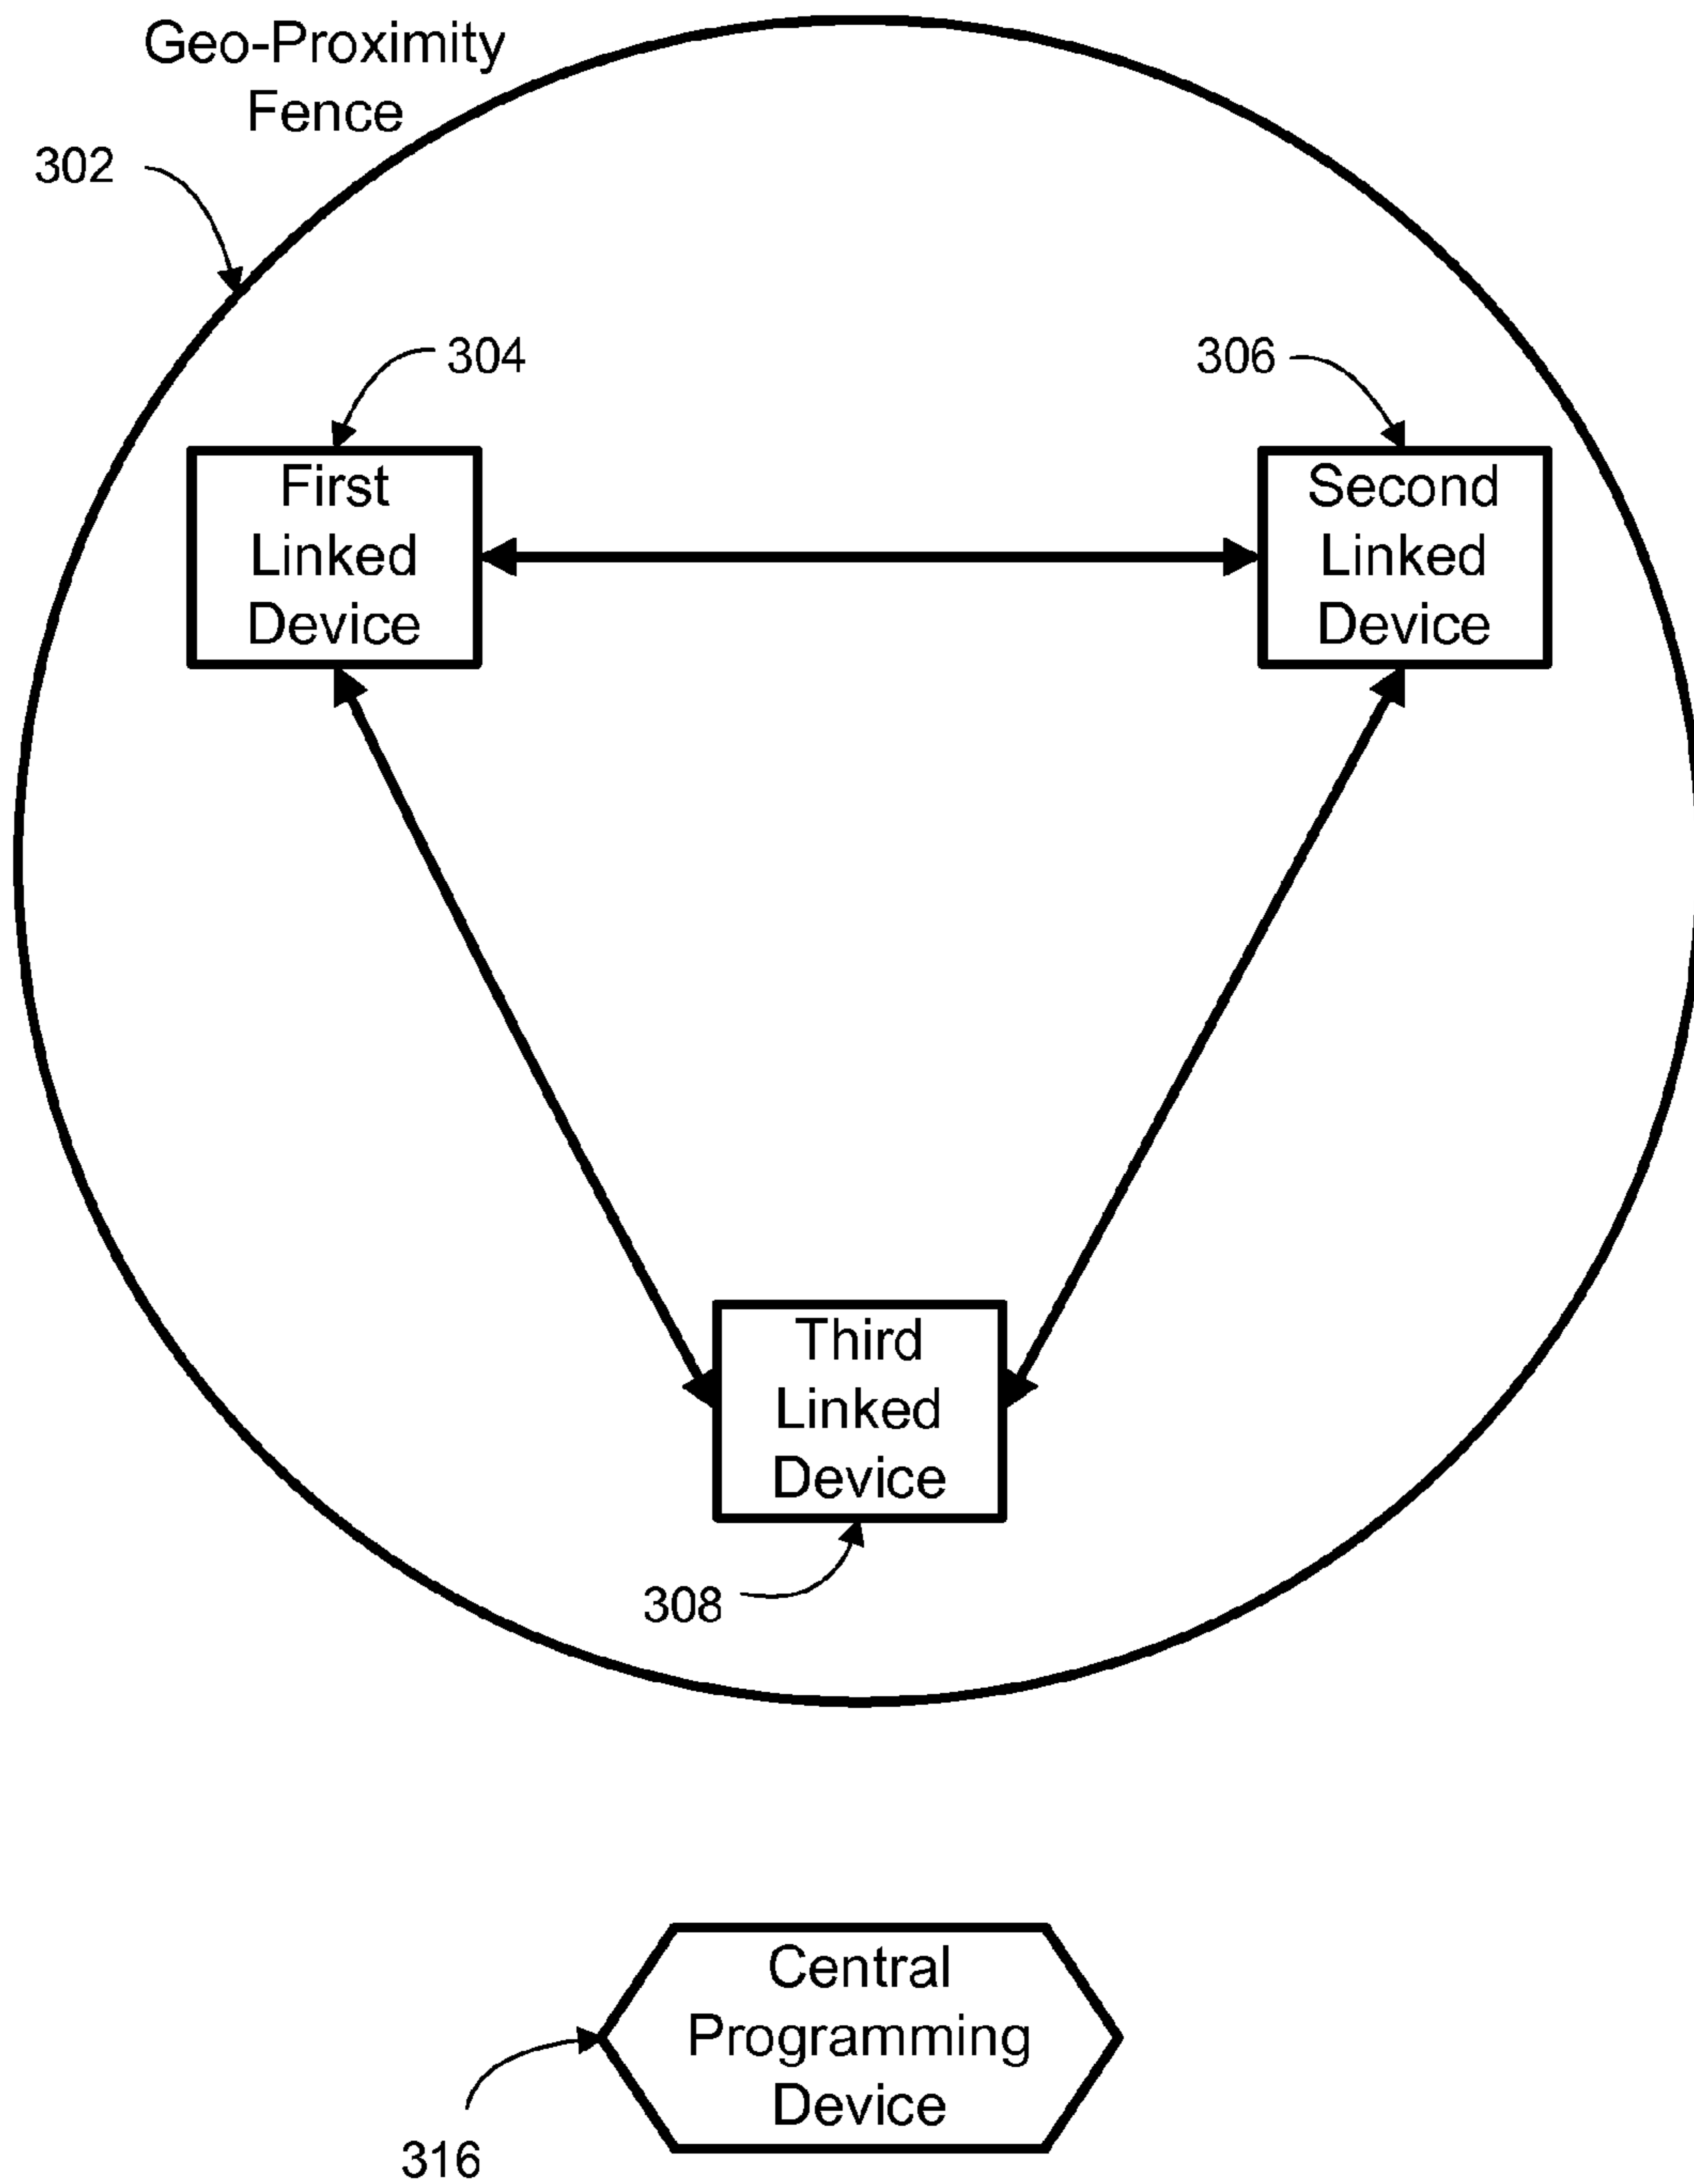 Geo-Proximity
Fence
302
304
306
First
Linked
Device
Second
Linked
Device
Third
Linked
Device
308
Central
Programming
Device
316